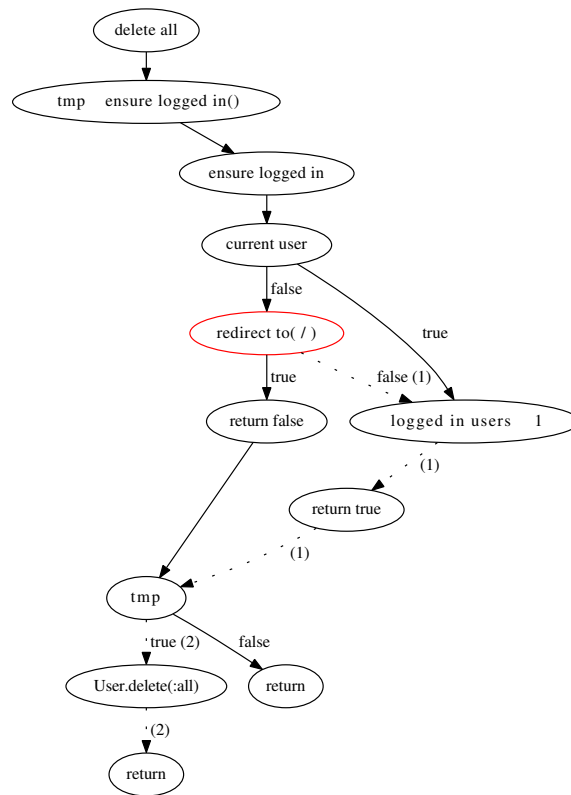 delete all
tmp ensure logged in()
ensure logged in
current user
false
true
redirect to( / )
true
false (1)
return false
logged in users 1
(1)
return true
(1)
tmp
true (2)
false
User.delete(:all)
return
(2)
return